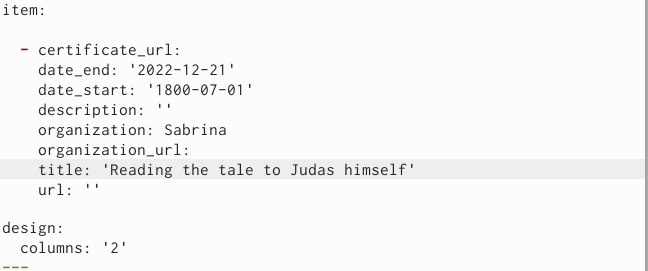 item:
- certificate_url:
date_end: '2022-12-21'
date_start: '1800-07-01'
description: ''
organization: Sabrina
organization_url:
title: 'Reading the tale to Judas himself'
url: ''
design:
columns: '2'
---